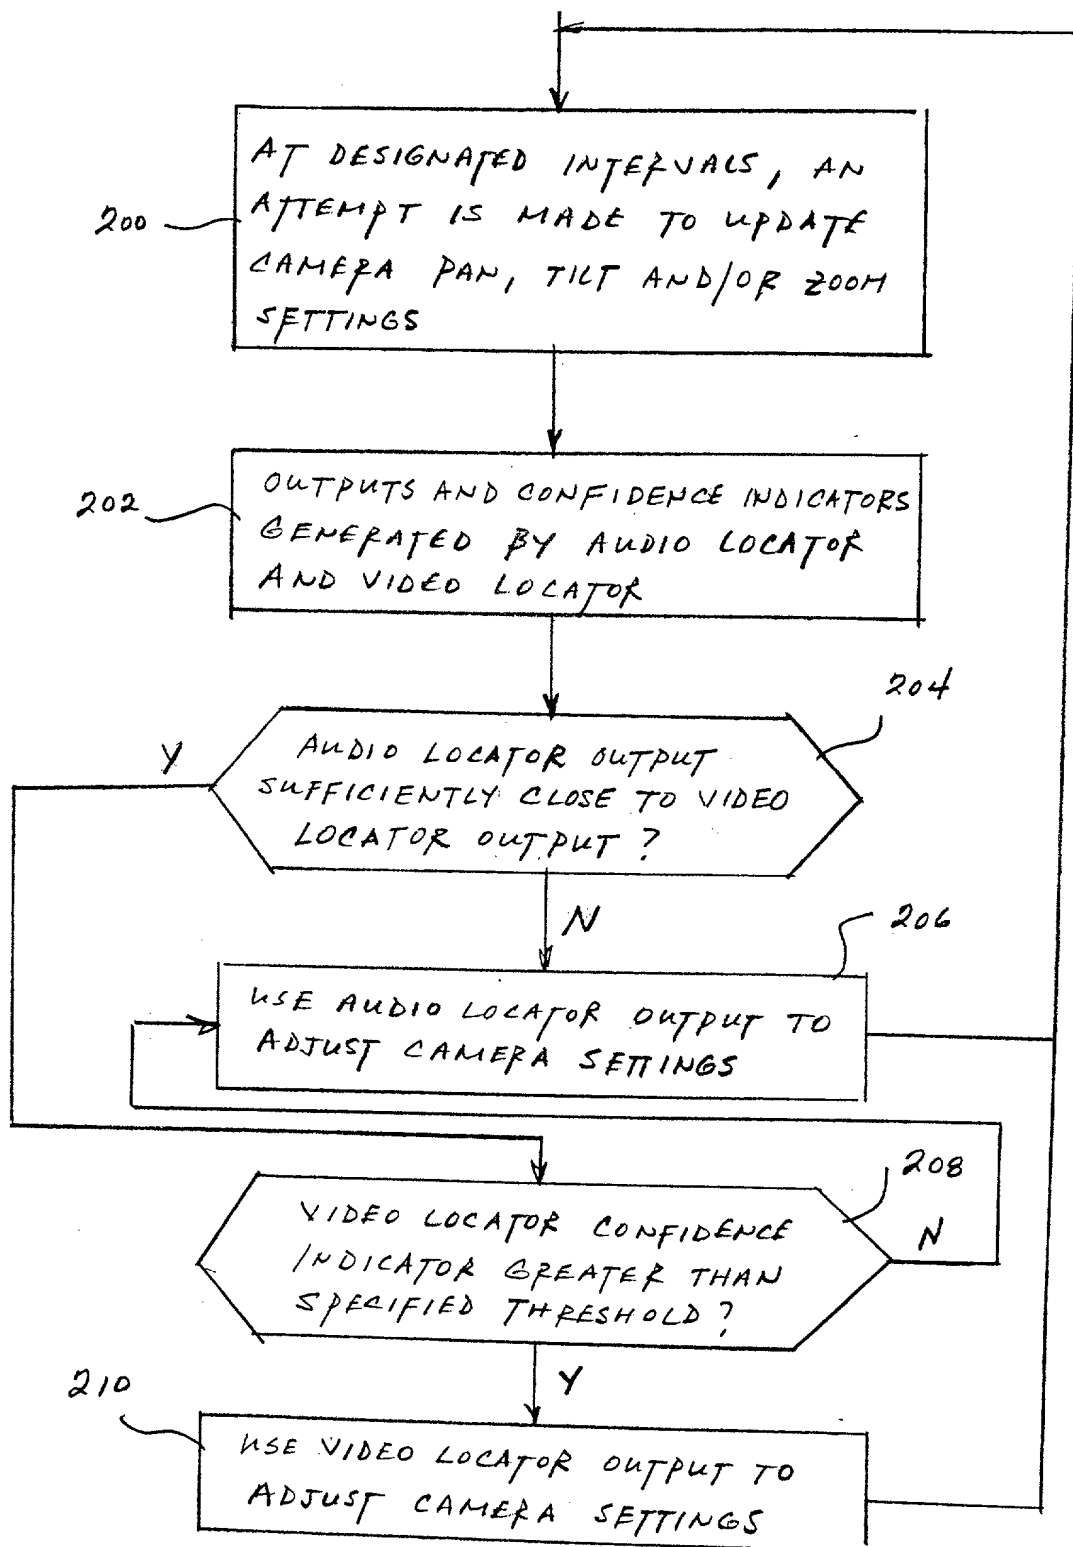 200
AT DESIGNATED INTERVALS, AN
ATTEMPT IS MADE TO UPDATE
CAMERA PAN, TILT AND/OR ZOOM
SETTINGS
202
OUTPUTS AND CONFIDENCE INDICATORS
GENERATED BY AUDIO LOCATOR
AND VIDEO LOCATOR
204
Y
AUDIO LOCATOR OUTPUT
SUFFICIENTLY CLOSE TO VIDEO
LOCATOR OUTPUT?
N
206
USE AUDIO LOCATOR OUTPUT TO
ADJUST CAMERA SETTINGS
208
VIDEO LOCATOR CONFIDENCE
INDICATOR GREATER THAN
SPECIFIED THRESHOLD?
N
Y
210
USE VIDEO LOCATOR OUTPUT TO
ADJUST CAMERA SETTINGS